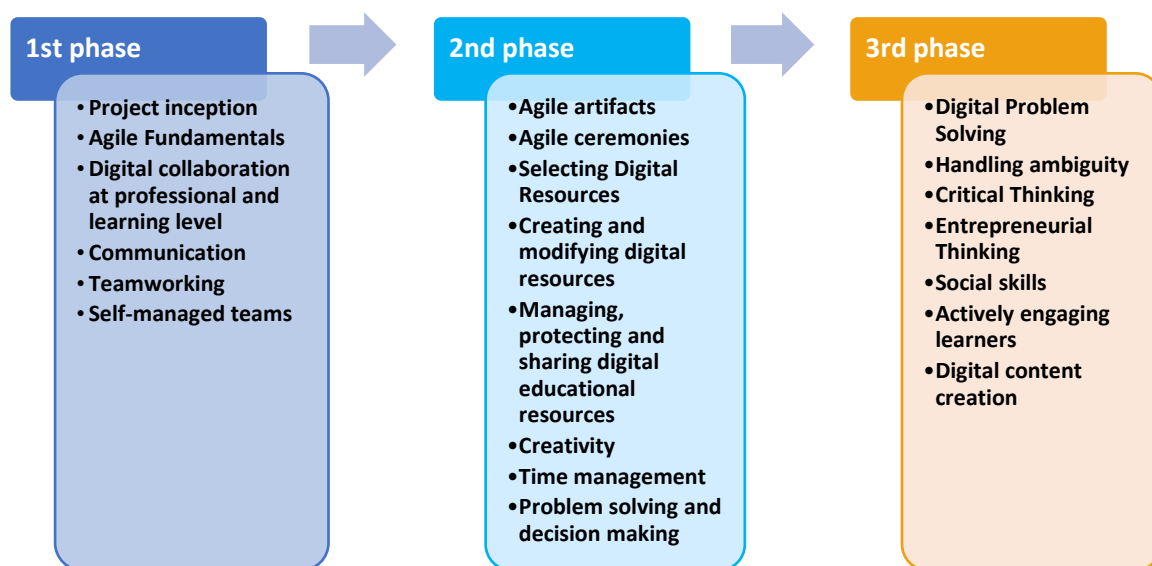 1st phase
• Project inception
• Agile Fundamentals
• Digital collaboration
at professional and
learning level
• Communication
• Teamworking
• Self-managed teams
2nd phase
•Agile artifacts
•Agile ceremonies
•Selecting Digital
Resources
•Creating and
modifying digital
resources
•Managing,
protecting and
sharing digital
educational
resources
•Creativity
•Time management
•Problem solving and
decision making
3rd phase
•Digital Problem
Solving
•Handling ambiguity
•Critical Thinking
•Entrepreneurial
Thinking
•Social skills
•Actively engaging
learners
•Digital content
creation